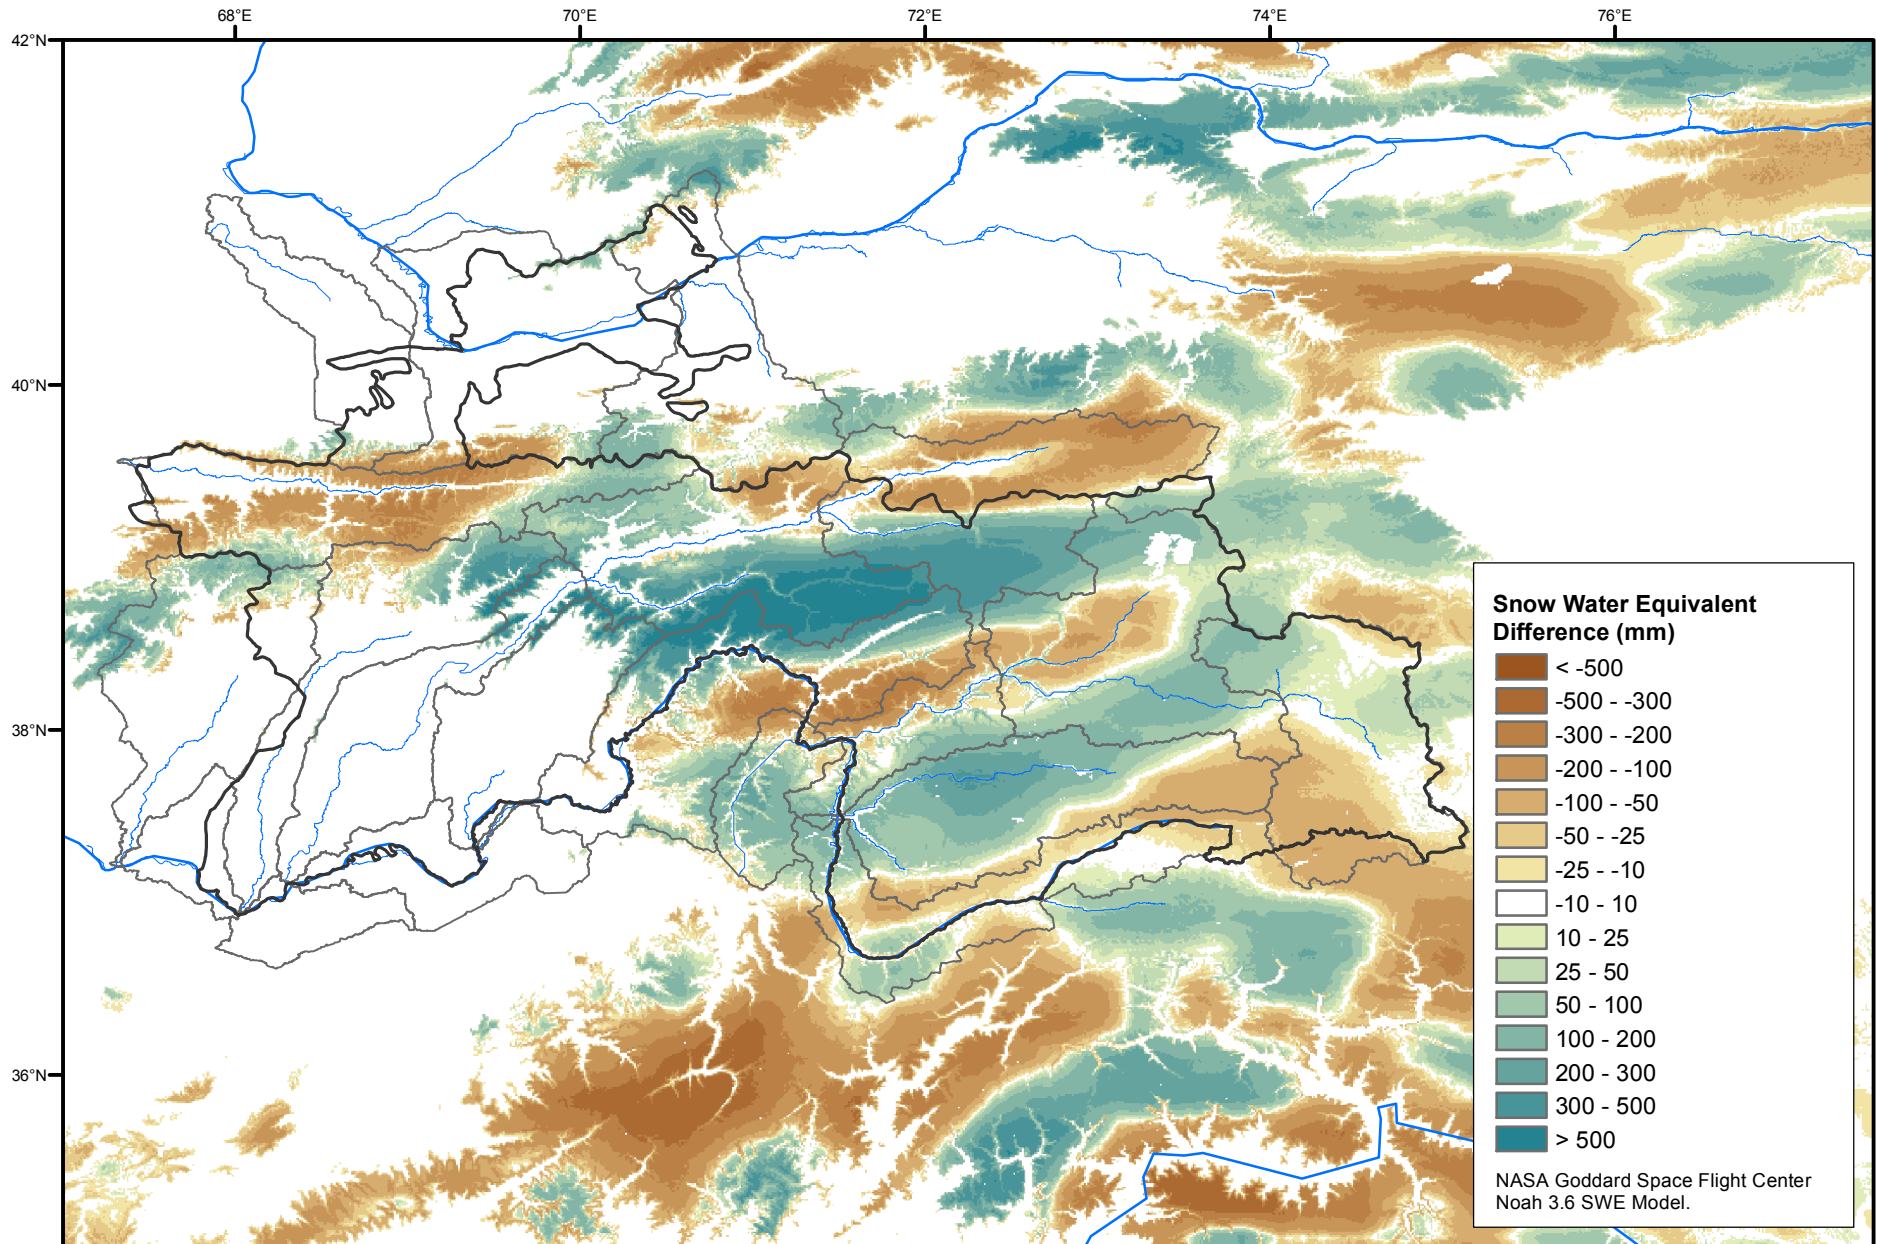 68°E
70°E
72°E
74°E
76°E
42°N
40°N
38°N
36°N
Snow Water Equivalent
Difference (mm)
< -500
-500 - -300
-300 - -200
-200 - -100
-100 - -50
-50 - -25
-25 - -10
-10 - 10
10 - 25
25 - 50
50 - 100
100 - 200
200 - 300
300 - 500
> 500
NASA Goddard Space Flight Center
Noah 3.6 SWE Model.